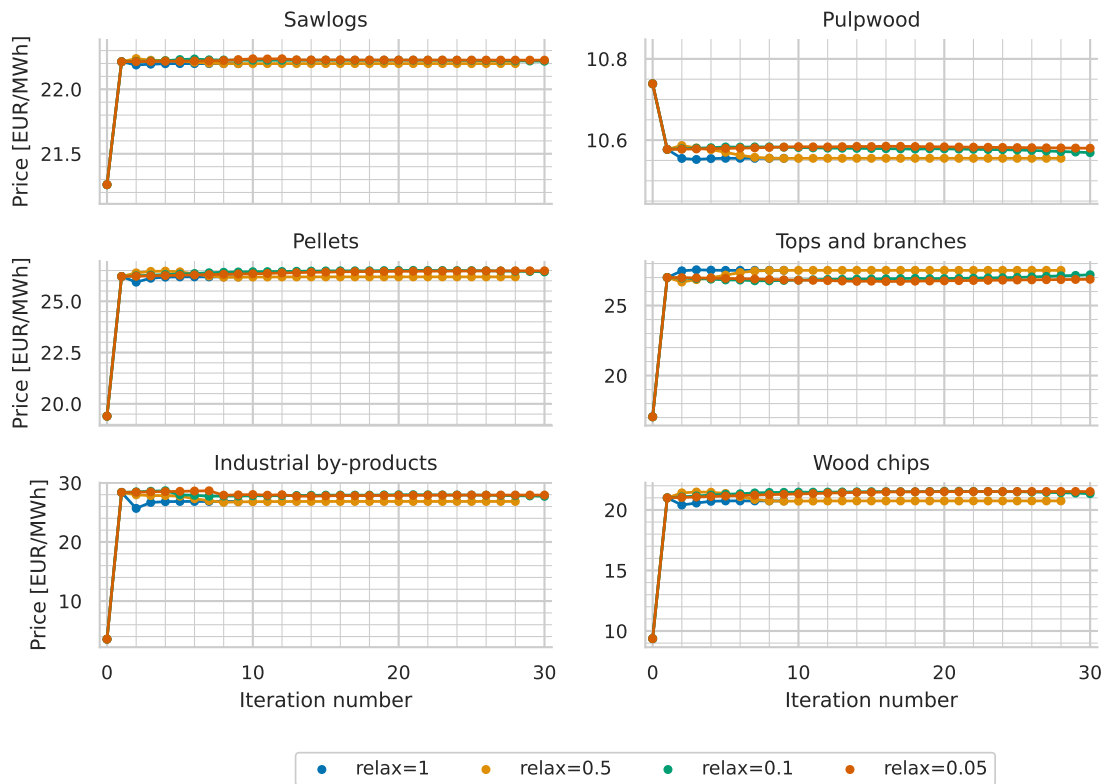 Sawlogs
Pulpwood
Price [EUR/MWh]
22.0
21.5
10.8
10.6
Pellets
Tops and branches
Price [EUR/MWh]
25.0
22.5
20.0
25
20
Industrial by-products
Wood chips
Price [EUR/MWh]
30
20
10
20
15
10
0 10 20 30
0 10 20 30
Iteration number
Iteration number
relax=1 relax=0.5 relax=0.1 relax=0.05